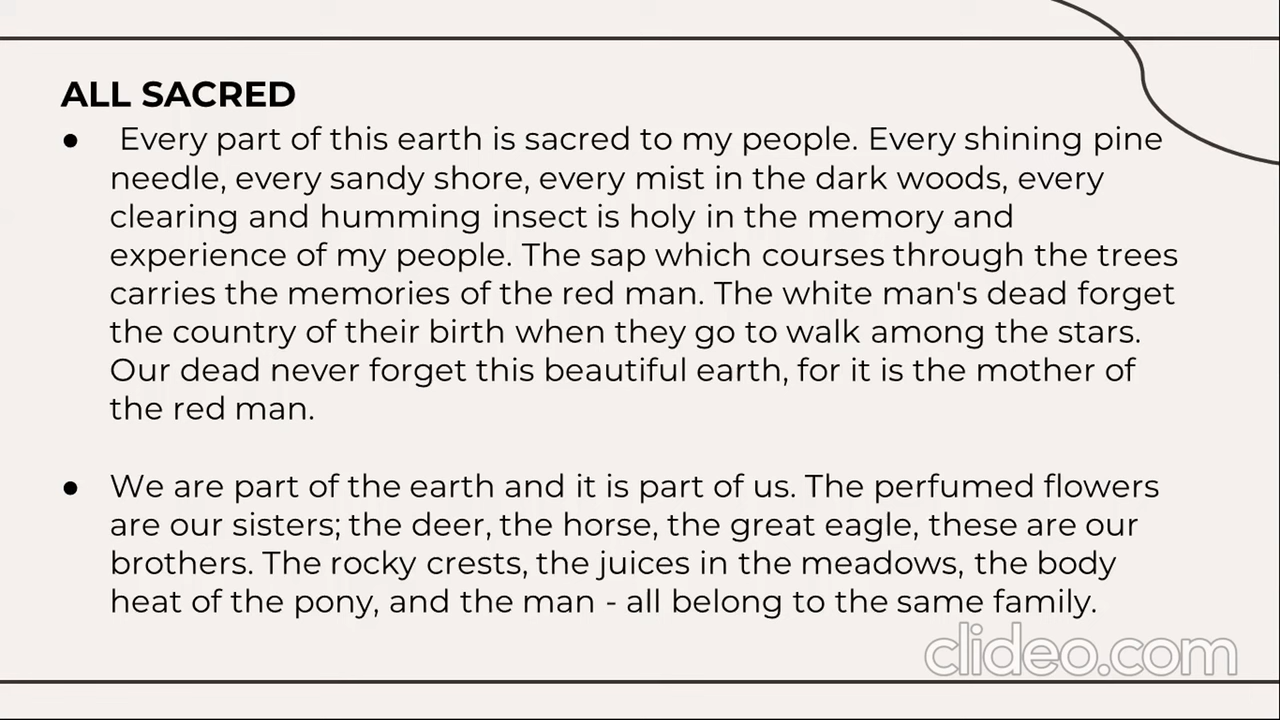 ALL SACRED
● Every part of this earth is sacred to my people. Every shining pine
needle, every sandy shore, every mist in the dark woods, every
clearing and humming insect is holy in the memory and
experience of my people. The sap which courses through the trees
carries the memories of the red man. The white man's dead forget
the country of their birth when they go to walk among the stars.
Our dead never forget this beautiful earth, for it is the mother of
the red man.
● We are part of the earth and it is part of us. The perfumed flowers
are our sisters; the deer, the horse, the great eagle, these are our
brothers. The rocky crests, the juices in the meadows, the body
heat of the pony, and the man - all belong to the same family.
clideo.com